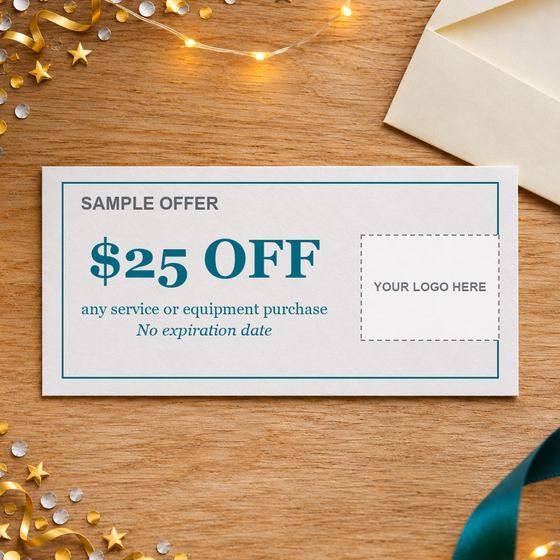 SAMPLE OFFER
$25 OFF
any service or equipment purchase
No expiration date
YOUR LOGO HERE